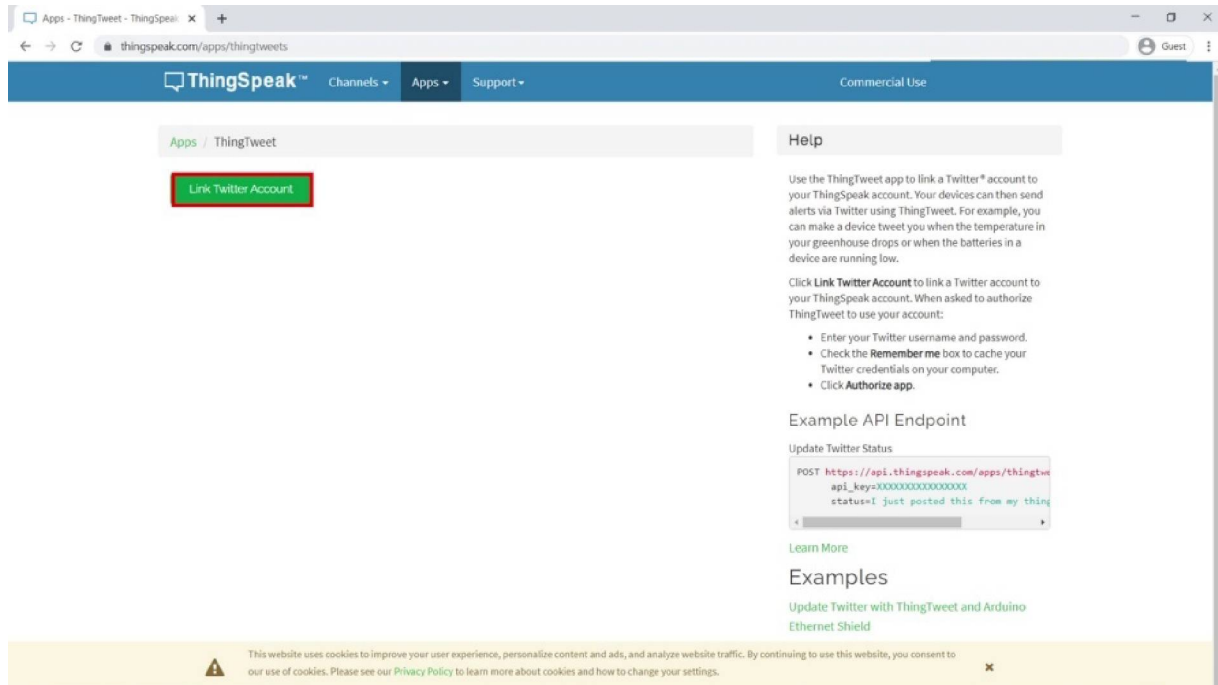 Apps - ThingTweet - ThingSpeak
thingspeak.com/apps/thingtweets
Guest
ThingSpeak™ Channels Apps Support Commercial Use
Apps / ThingTweet
Link Twitter Account
Help
Use the ThingTweet app to link a Twitter® account to
your ThingSpeak account. Your devices can then send
alerts via Twitter using ThingTweet. For example, you
can make a device tweet you when the temperature in
your greenhouse drops or when the batteries in a
device are running low.
Click Link Twitter Account to link a Twitter account to
your ThingSpeak account. When asked to authorize
ThingTweet to use your account:
• Enter your Twitter username and password.
• Check the Remember me box to cache your
Twitter credentials on your computer.
• Click Authorize app.
Example API Endpoint
Update Twitter Status
POST https://api.thingspeak.com/apps/thingtwe
api_key=XXXXXXXXXXXXXXXX
status=I just posted this from my thing
Learn More
Examples
Update Twitter with ThingTweet and Arduino
Ethernet Shield
This website uses cookies to improve your user experience, personalize content and ads, and analyze website traffic. By continuing to use this website, you consent to
our use of cookies. Please see our Privacy Policy to learn more about cookies and how to change your settings.